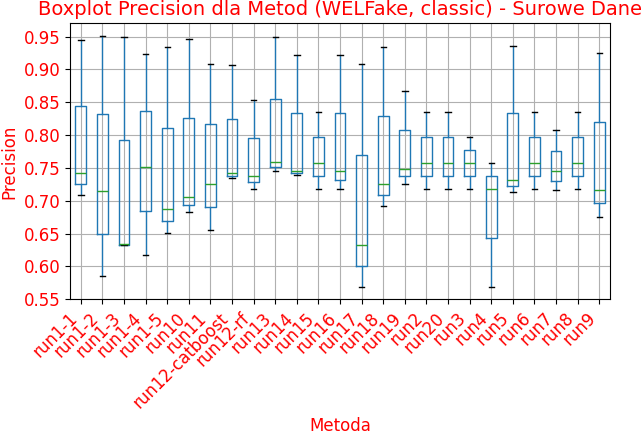 Boxplot Precision dla Metod (WELFake, classic) - Surowe Dane
Precision
0.95
0.90
0.85
0.80
0.75
0.70
0.65
0.60
0.55
run1-1
run1-2
run1-3
run1-4
run1-5
run10
run11
run12-catboost
run12-rf
run13
run14
run15
run16
run17
run18
run19
run2
run20
run3
run4
run5
run6
run7
run8
run9
Metoda